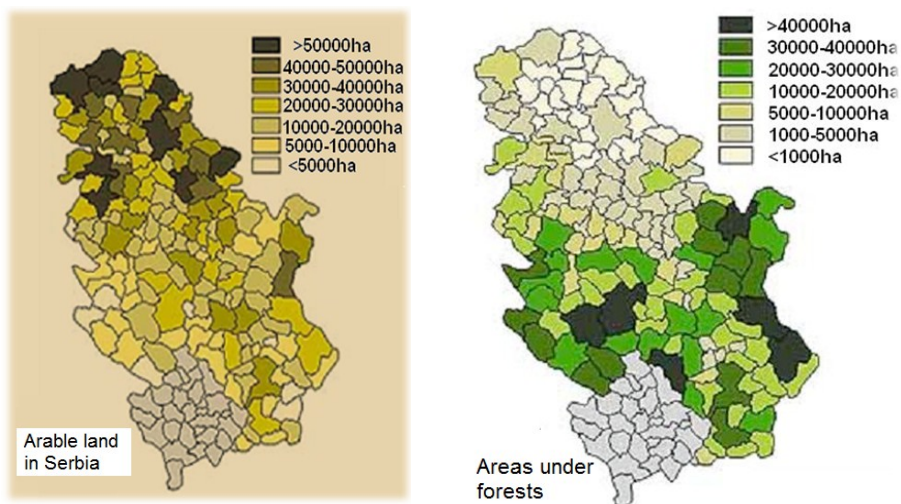 >50000ha
40000-50000ha
30000-40000ha
20000-30000ha
10000-20000ha
5000-10000ha
<5000ha
Arable land
in Serbia
>40000ha
30000-40000ha
20000-30000ha
10000-20000ha
5000-10000ha
1000-5000ha
<1000ha
Areas under
forests